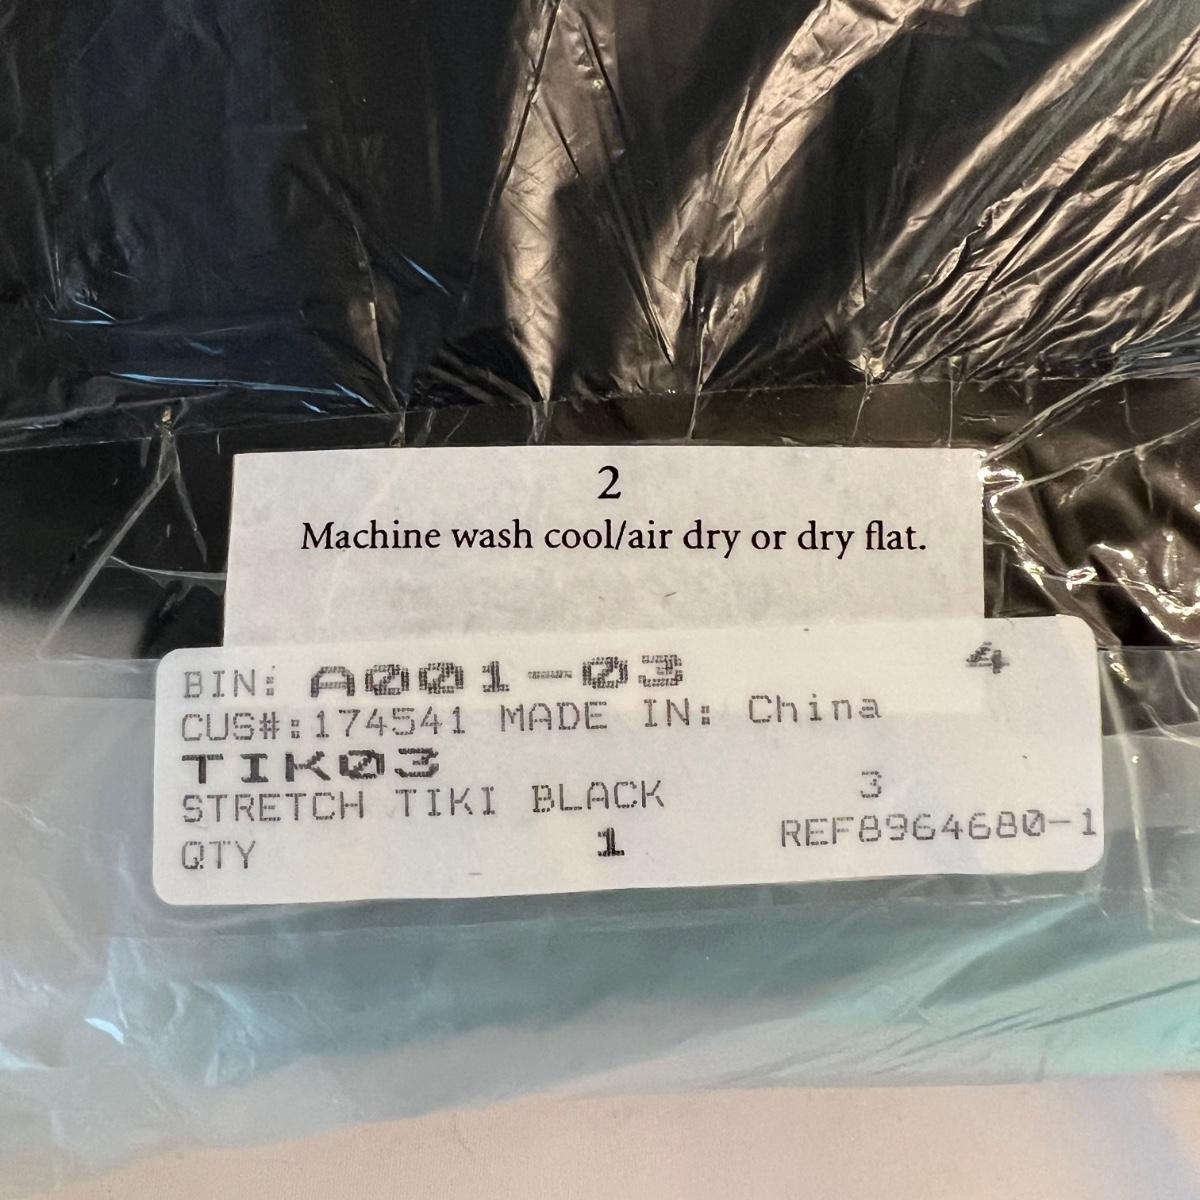 2
Machine wash cool/air dry or dry flat.
BIN: A001-03 4
CUS#:174541 MADE IN: China
TIK03
STRETCH TIKI BLACK 3
QTY 1 REF8964680-1